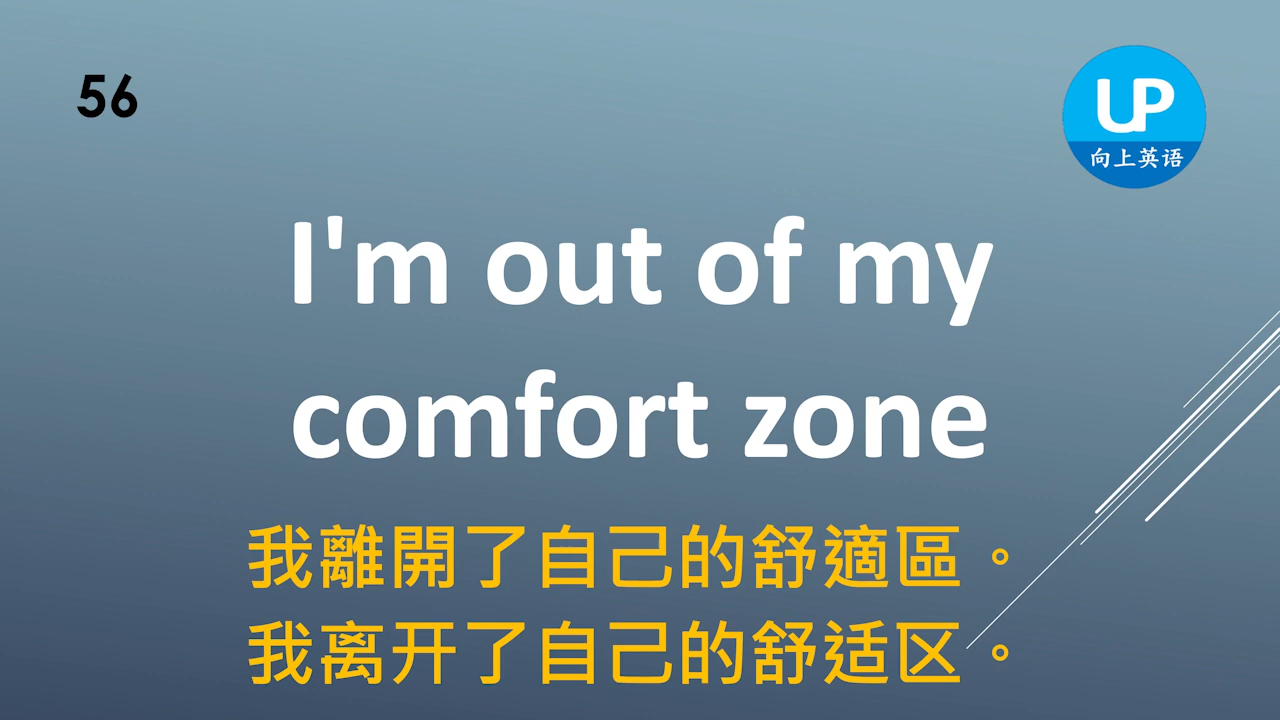 56
UP
向上英语
I'm out of my
comfort zone
我離開了自己的舒適區。
我离开了自己的舒适区。